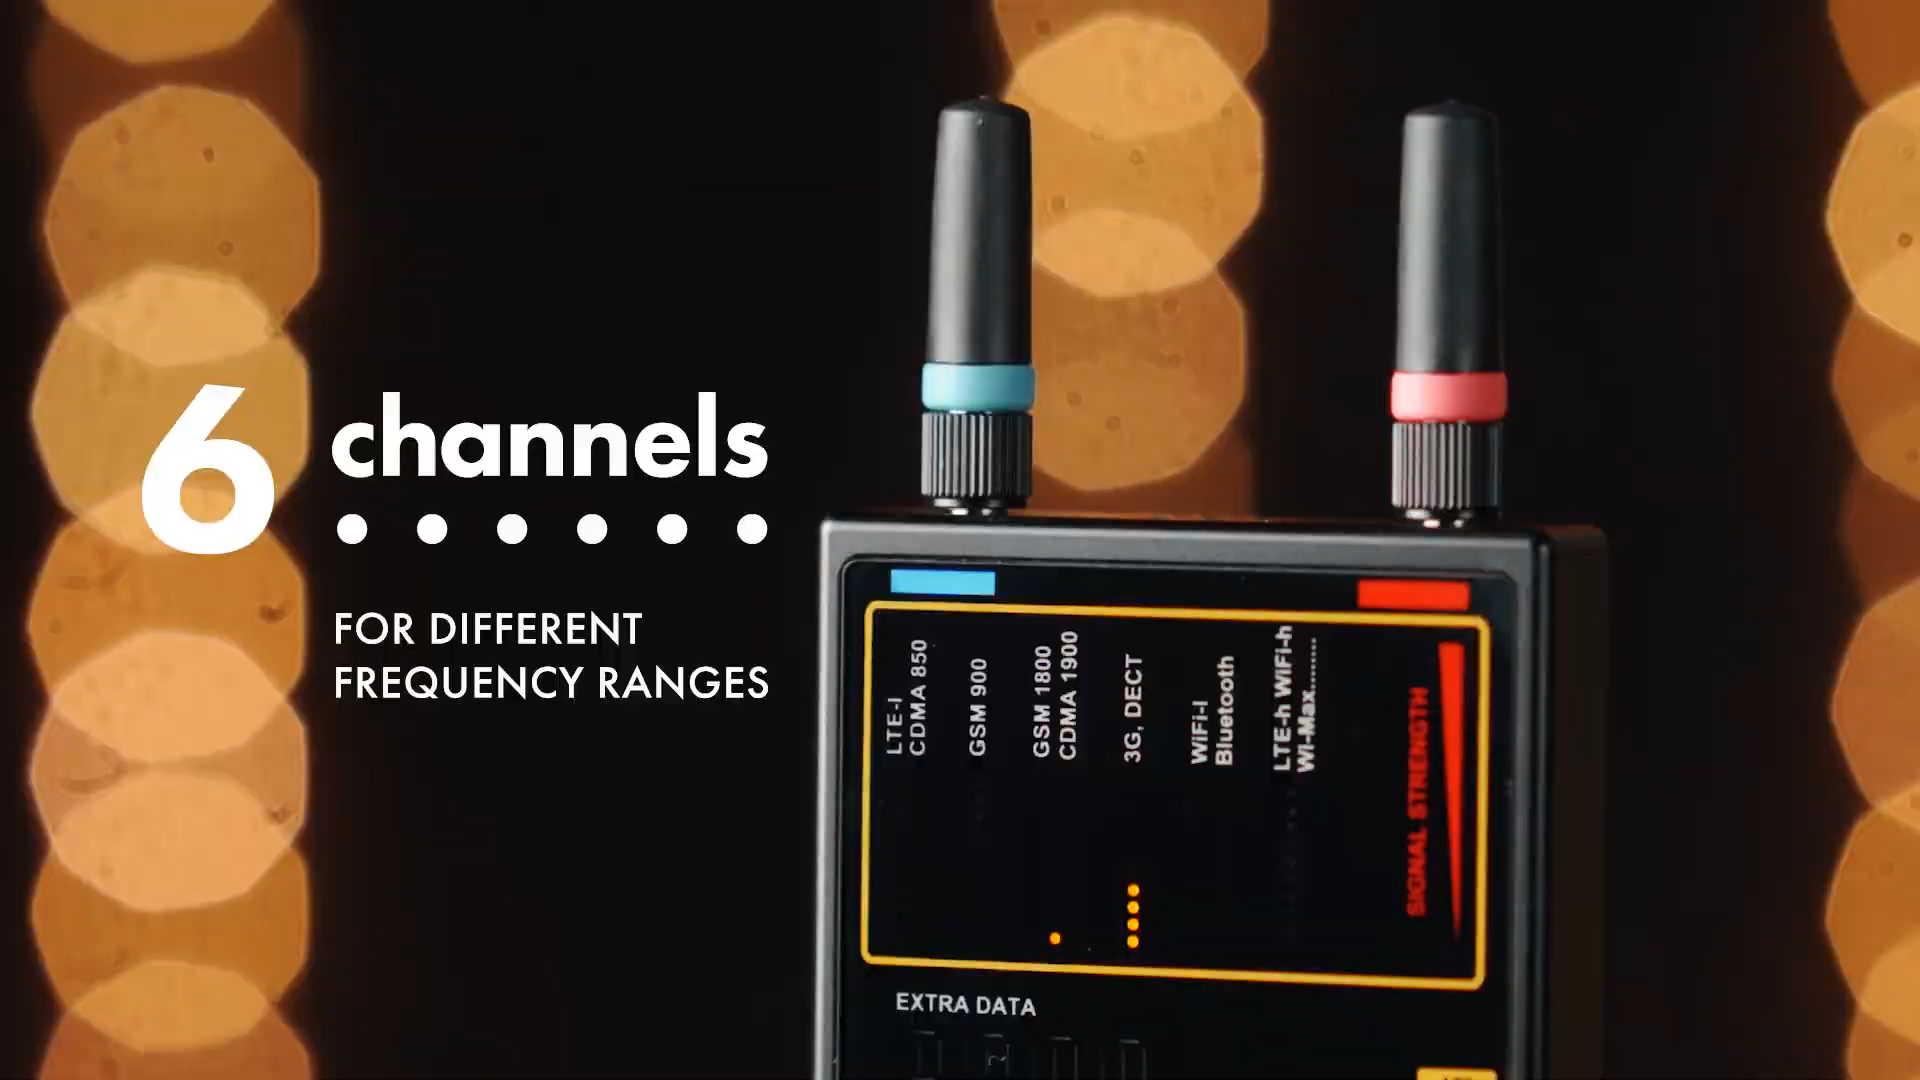 6 channels
FOR DIFFERENT
FREQUENCY RANGES
LTE-l
CDMA 850
GSM 900
GSM 1800
CDMA 1900
3G, DECT
WiFi-l
Bluetooth
LTE-h WiFi-h
Wi-Max.........
SIGNAL STRENGTH
EXTRA DATA